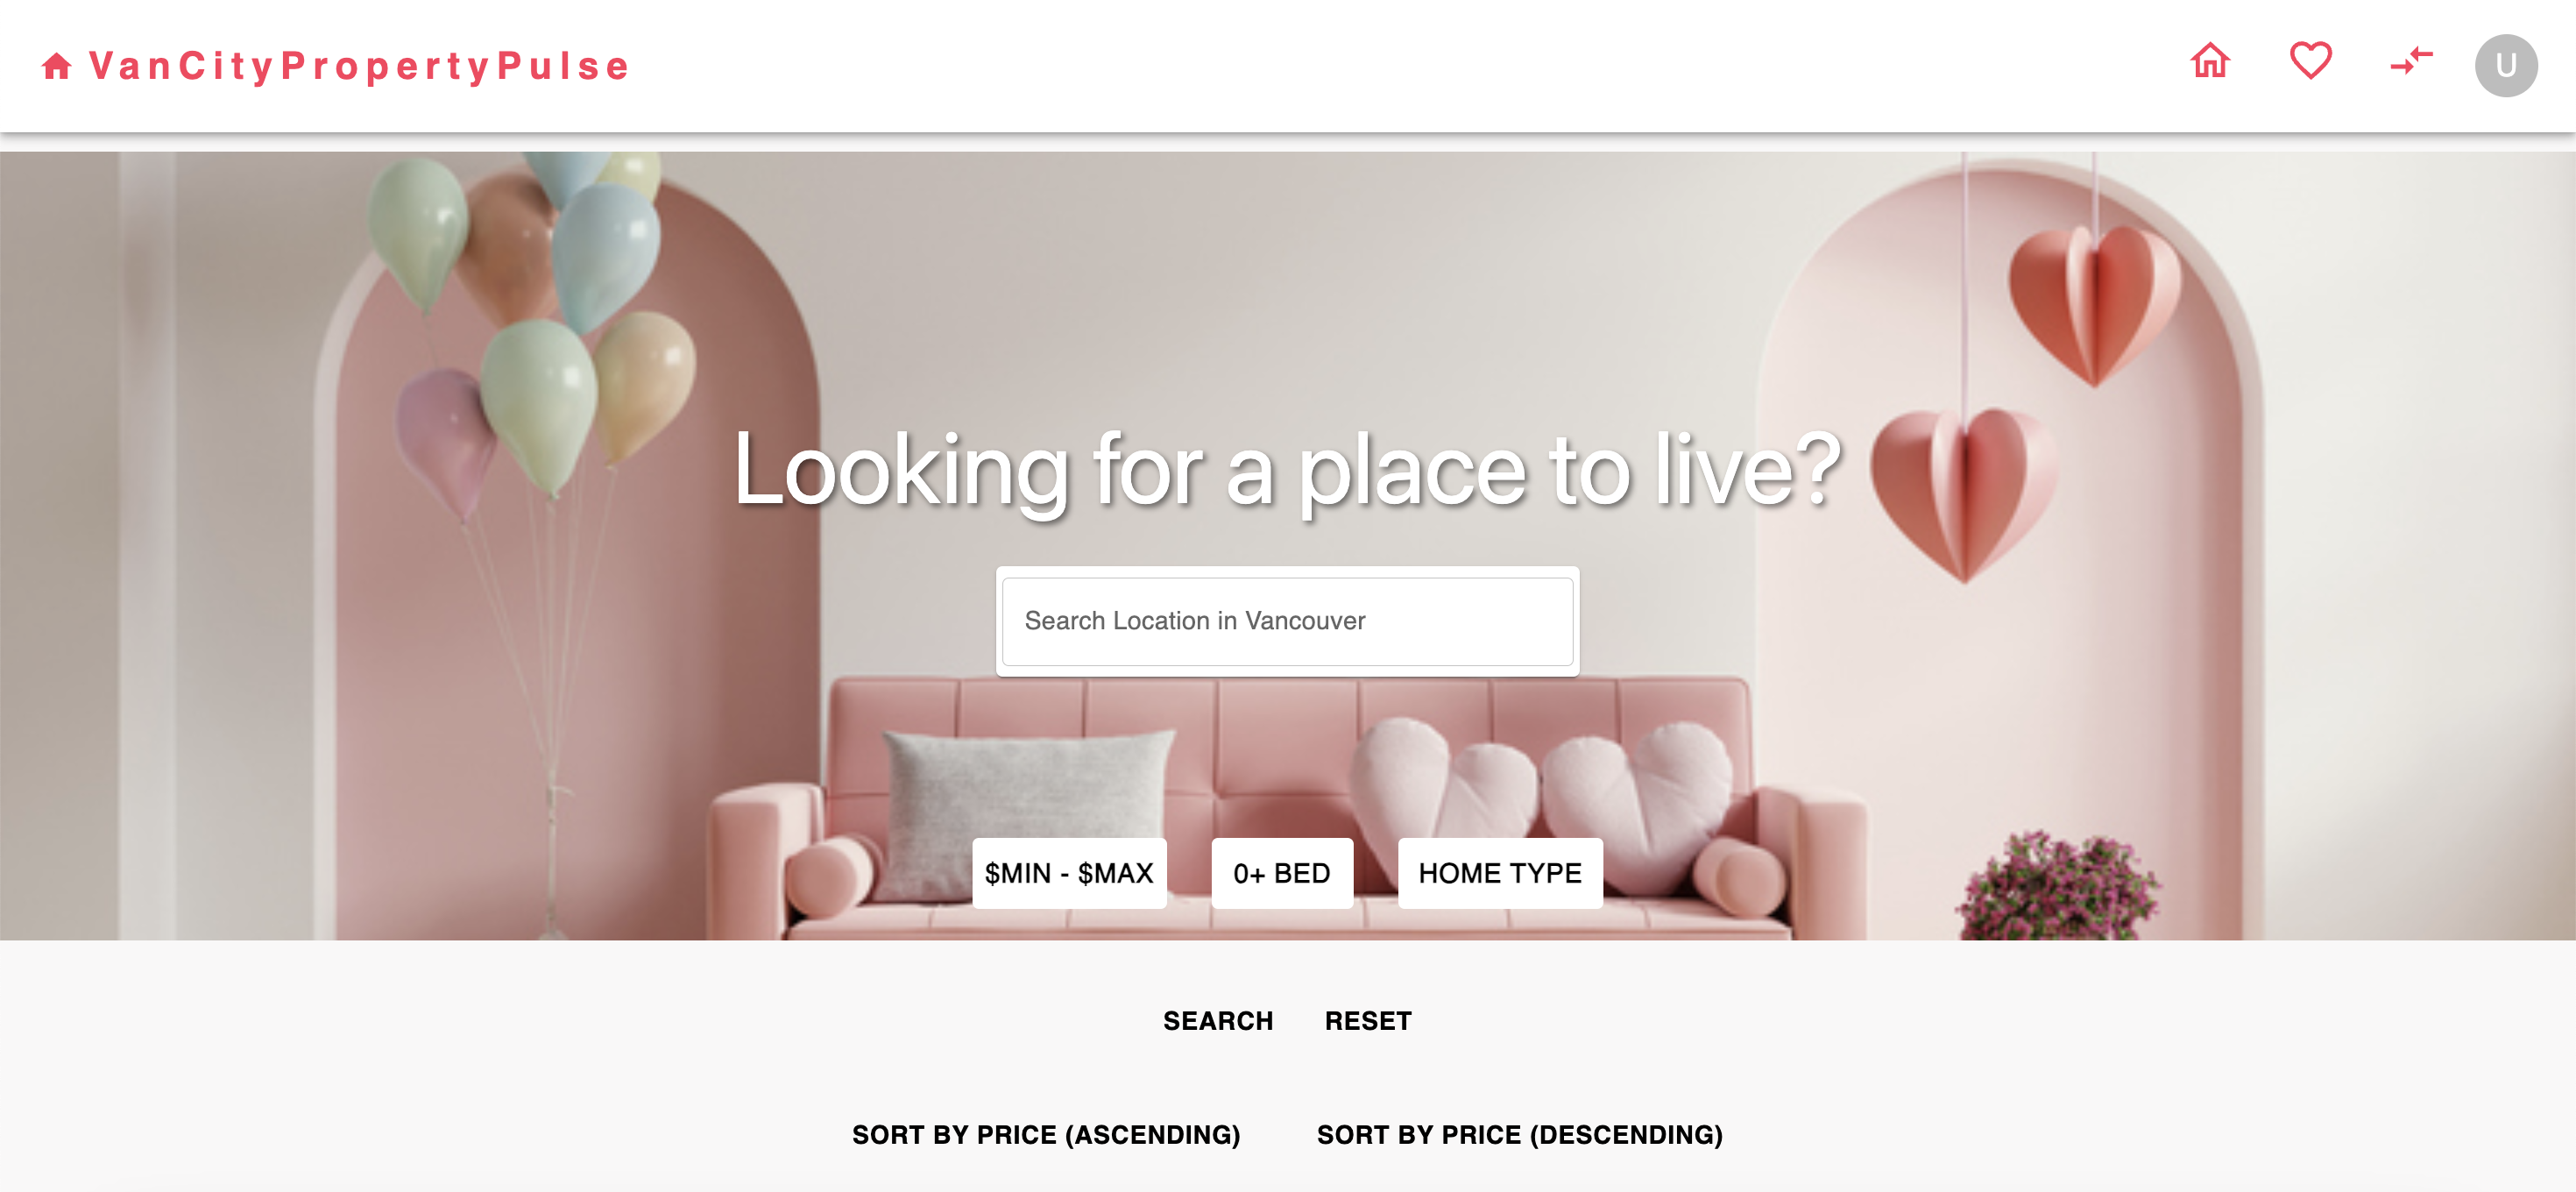 VanCityPropertyPulse
U
Looking for a place to live?
Search Location in Vancouver
$MIN - $MAX 0+ BED HOME TYPE
SEARCH RESET
SORT BY PRICE (ASCENDING) SORT BY PRICE (DESCENDING)